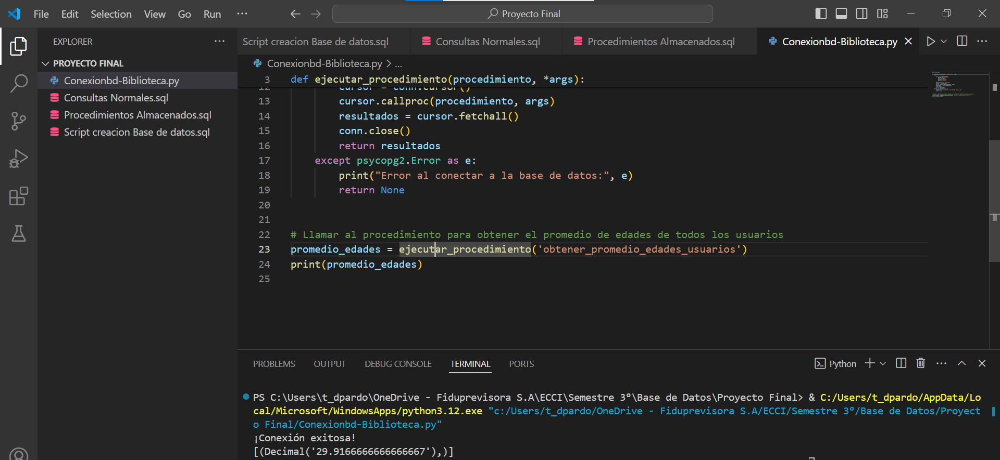 File Edit Selection View Go Run ···
Proyecto Final
EXPLORER ···
PROYECTO FINAL
Conexionbd-Biblioteca.py
Consultas Normales.sql
Procedimientos Almacenados.sql
Script creacion Base de datos.sql
Script creacion Base de datos.sql Consultas Normales.sql Procedimientos Almacenados.sql Conexionbd-Biblioteca.py
Conexionbd-Biblioteca.py > ...
3 def ejecutar_procedimiento(procedimiento, *args):
12 cursor = conn.cursor()
13 cursor.callproc(procedimiento, args)
14 resultados = cursor.fetchall()
15 conn.close()
16 return resultados
17 except psycopg2.Error as e:
18 print("Error al conectar a la base de datos:", e)
19 return None
20
21
22 # Llamar al procedimiento para obtener el promedio de edades de todos los usuarios
23 promedio_edades = ejecutar_procedimiento('obtener_promedio_edades_usuarios')
24 print(promedio_edades)
25
PROBLEMS OUTPUT DEBUG CONSOLE TERMINAL PORTS
Python
PS C:\Users\t_dpardo\OneDrive - Fiduprevisora S.A\ECCI\Semestre 3°\Base de Datos\Proyecto Final> & C:/Users/t_dpardo/AppData/Lo
cal/Microsoft/WindowsApps/python3.12.exe "c:/Users/t_dpardo/OneDrive - Fiduprevisora S.A/ECCI/Semestre 3°/Base de Datos/Proyect
o Final/Conexionbd-Biblioteca.py"
¡Conexión exitosa!
[(Decimal('29.9166666666666667'),)]